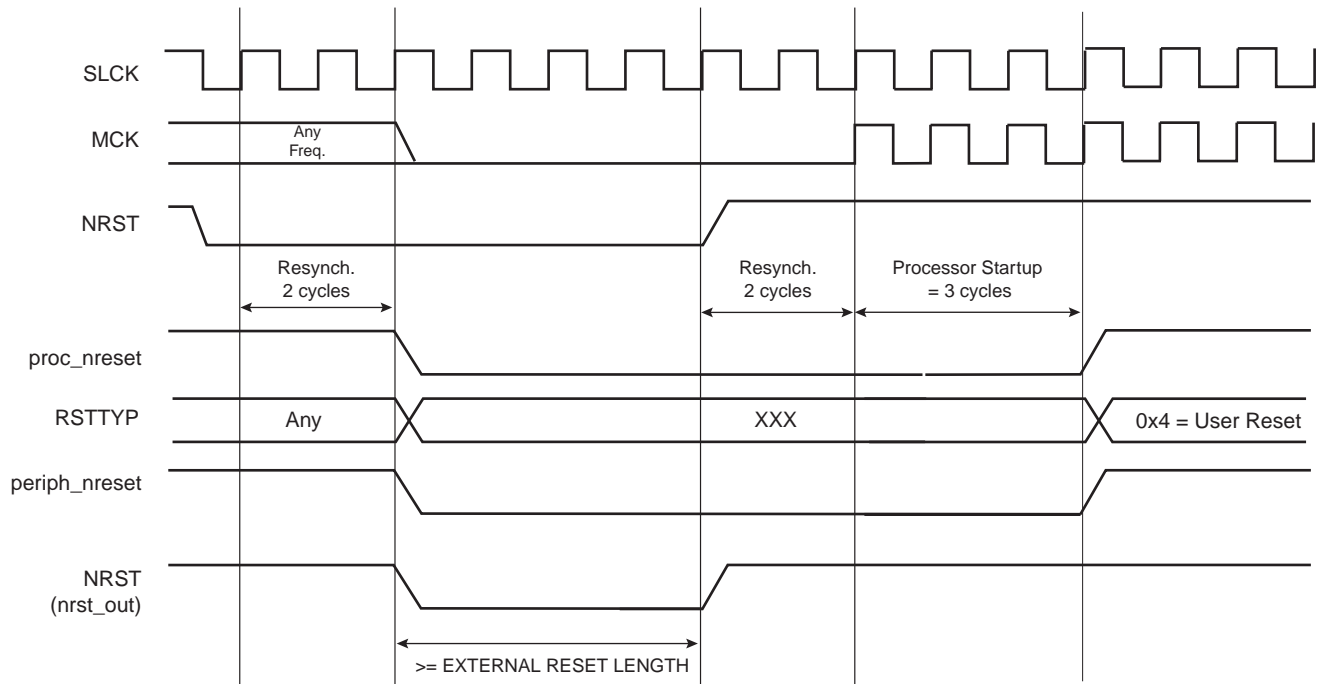 SLCK
MCK
Any
Freq.
NRST
Resynch.
2 cycles
Resynch.
2 cycles
Processor Startup
= 3 cycles
proc_nreset
RSTTYP
Any
XXX
0x4 = User Reset
periph_nreset
NRST
(nrst_out)
>= EXTERNAL RESET LENGTH